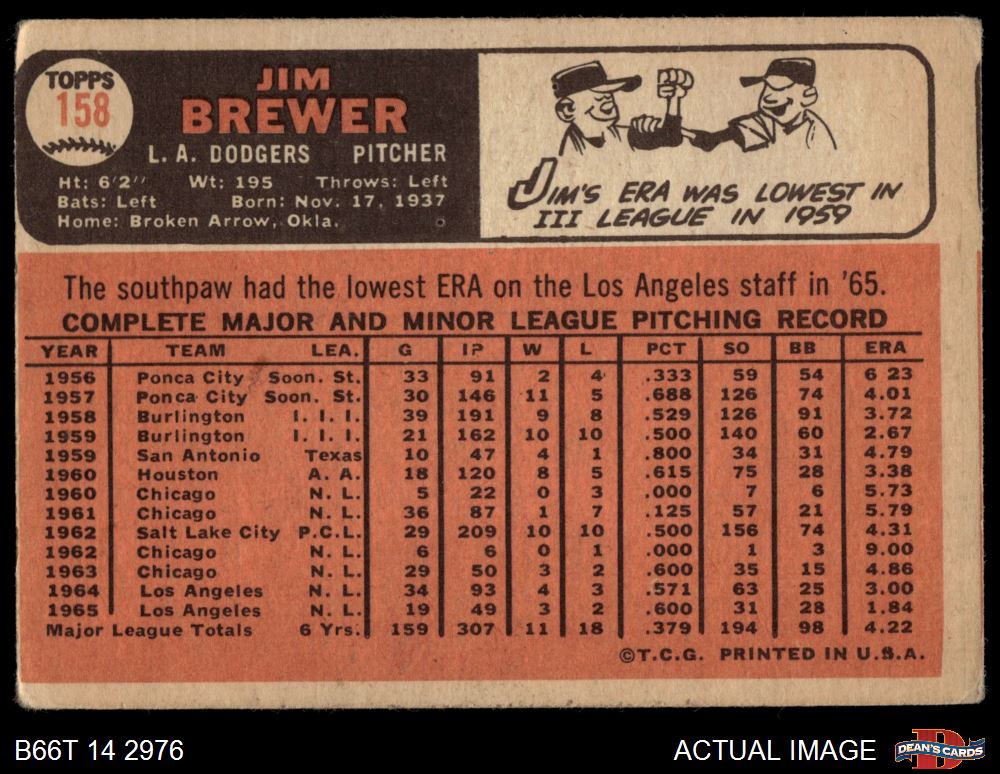 TOPPS
158
JIM
BREWER
L. A. DODGERS PITCHER
Ht: 6'2" Wt: 195 Throws: Left
Bats: Left Born: Nov. 17, 1937
Home: Broken Arrow, Okla.
JIM'S ERA WAS LOWEST IN
III LEAGUE IN 1959
The southpaw had the lowest ERA on the Los Angeles staff in '65.
COMPLETE MAJOR AND MINOR LEAGUE PITCHING RECORD
YEAR TEAM LEA. G IP W L PCT SO BB ERA
1956 Ponca City Soon. St. 33 91 2 4 .333 59 54 6 23
1957 Ponca City Soon. St. 30 146 11 5 .688 126 74 4.01
1958 Burlington I. I. I. 39 191 9 8 .529 126 91 3.72
1959 Burlington I. I. I. 21 162 10 10 .500 140 60 2.67
1959 San Antonio Texas 10 47 4 1 .800 34 31 4.79
1960 Houston A. A. 18 120 8 5 .615 75 28 3.38
1960 Chicago N. L. 5 22 0 3 .000 7 6 5.73
1961 Chicago N. L. 36 87 1 7 .125 57 21 5.79
1962 Salt Lake City P.C.L. 29 209 10 10 .500 156 74 4.31
1962 Chicago N. L. 6 6 0 1 .000 1 3 9.00
1963 Chicago N. L. 29 50 3 2 .600 35 15 4.86
1964 Los Angeles N. L. 34 93 4 3 .571 63 25 3.00
1965 Los Angeles N. L. 19 49 3 2 .600 31 28 1.84
Major League Totals 6 Yrs. 159 307 11 18 .379 194 98 4.22
©T.C.G. PRINTED IN U.S.A.
B66T 14 2976 ACTUAL IMAGE DEAN'S CARDS